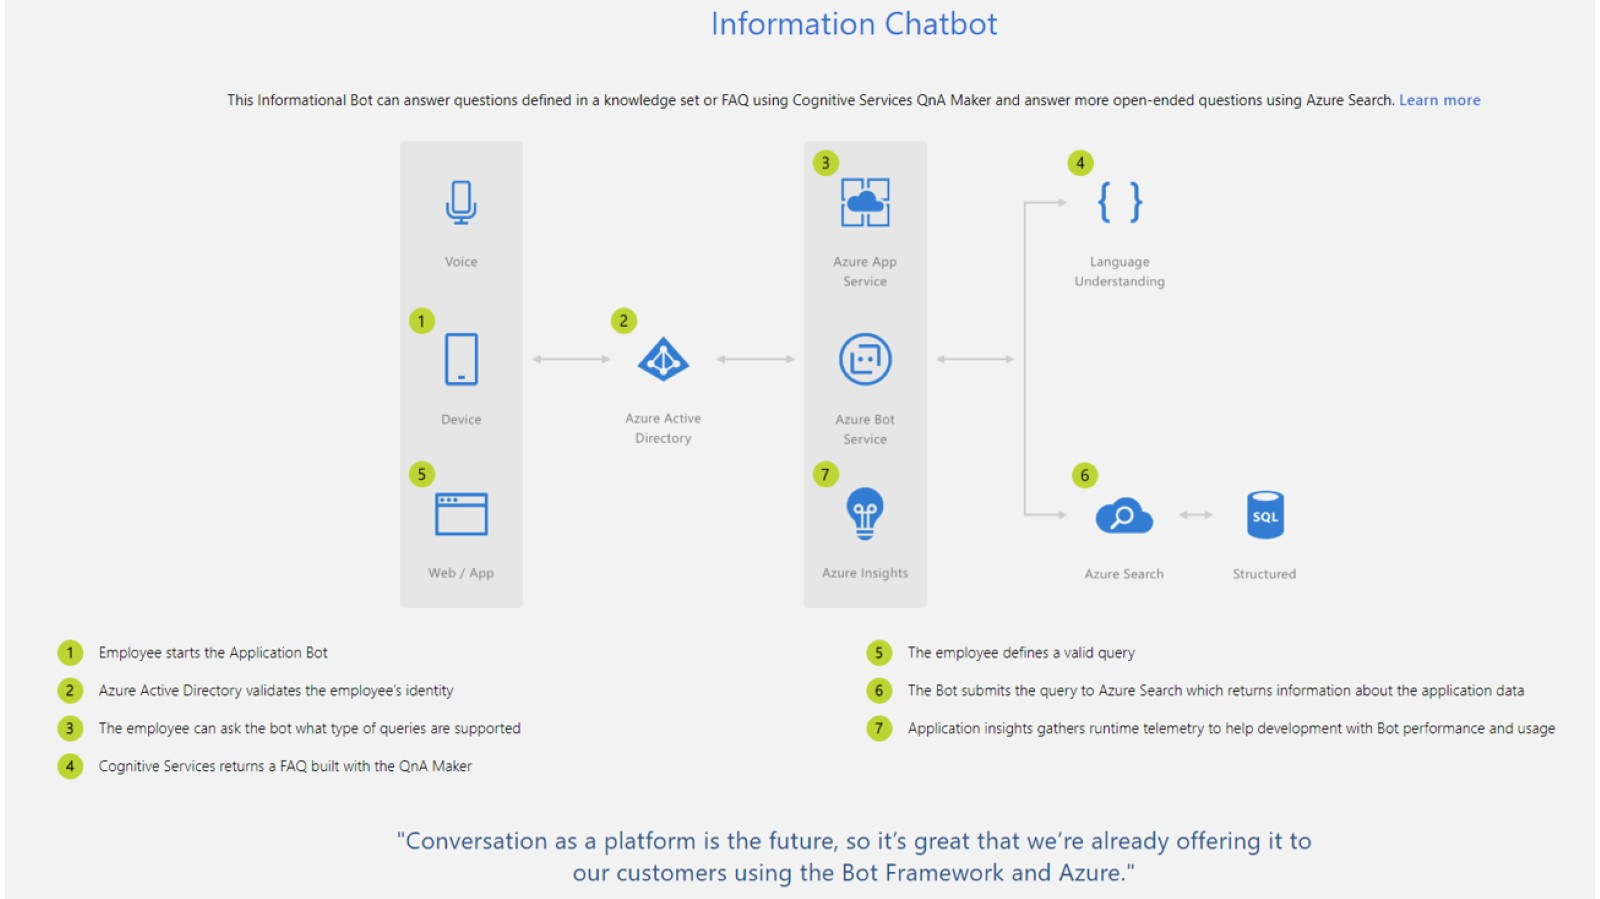 Information Chatbot
This Informational Bot can answer questions defined in a knowledge set or FAQ using Cognitive Services QnA Maker and answer more open-ended questions using Azure Search. Learn more
3
4
Voice
Azure App
Service
Language
Understanding
1
2
Device
Azure Active
Directory
Azure Bot
Service
5
7
6
SQL
Web / App
Azure Insights
Azure Search
Structured
1 Employee starts the Application Bot
2 Azure Active Directory validates the employee's identity
3 The employee can ask the bot what type of queries are supported
4 Cognitive Services returns a FAQ built with the QnA Maker
5 The employee defines a valid query
6 The Bot submits the query to Azure Search which returns information about the application data
7 Application insights gathers runtime telemetry to help development with Bot performance and usage
"Conversation as a platform is the future, so it's great that we're already offering it to
our customers using the Bot Framework and Azure."